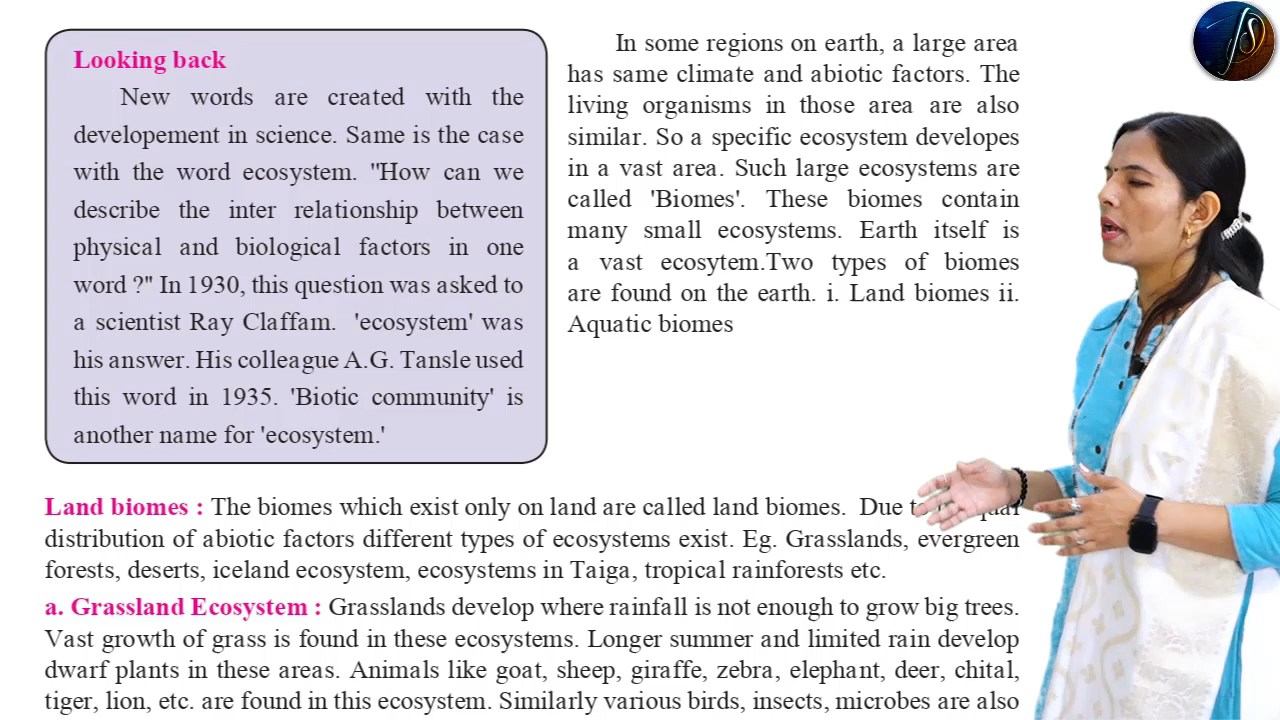 Looking back
New words are created with the
developement in science. Same is the case
with the word ecosystem. "How can we
describe the inter relationship between
physical and biological factors in one
word ?" In 1930, this question was asked to
a scientist Ray Claffam. 'ecosystem' was
his answer. His colleague A.G. Tansle used
this word in 1935. 'Biotic community' is
another name for 'ecosystem.'
In some regions on earth, a large area
has same climate and abiotic factors. The
living organisms in those area are also
similar. So a specific ecosystem developes
in a vast area. Such large ecosystems are
called 'Biomes'. These biomes contain
many small ecosystems. Earth itself is
a vast ecosytem.Two types of biomes
are found on the earth. i. Land biomes ii.
Aquatic biomes
Land biomes : The biomes which exist only on land are called land biomes. Due
distribution of abiotic factors different types of ecosystems exist. Eg. Grasslands, evergreen
forests, deserts, iceland ecosystem, ecosystems in Taiga, tropical rainforests etc.
a. Grassland Ecosystem : Grasslands develop where rainfall is not enough to grow big trees.
Vast growth of grass is found in these ecosystems. Longer summer and limited rain develop
dwarf plants in these areas. Animals like goat, sheep, giraffe, zebra, elephant, deer, chital,
tiger, lion, etc. are found in this ecosystem. Similarly various birds, insects, microbes are also